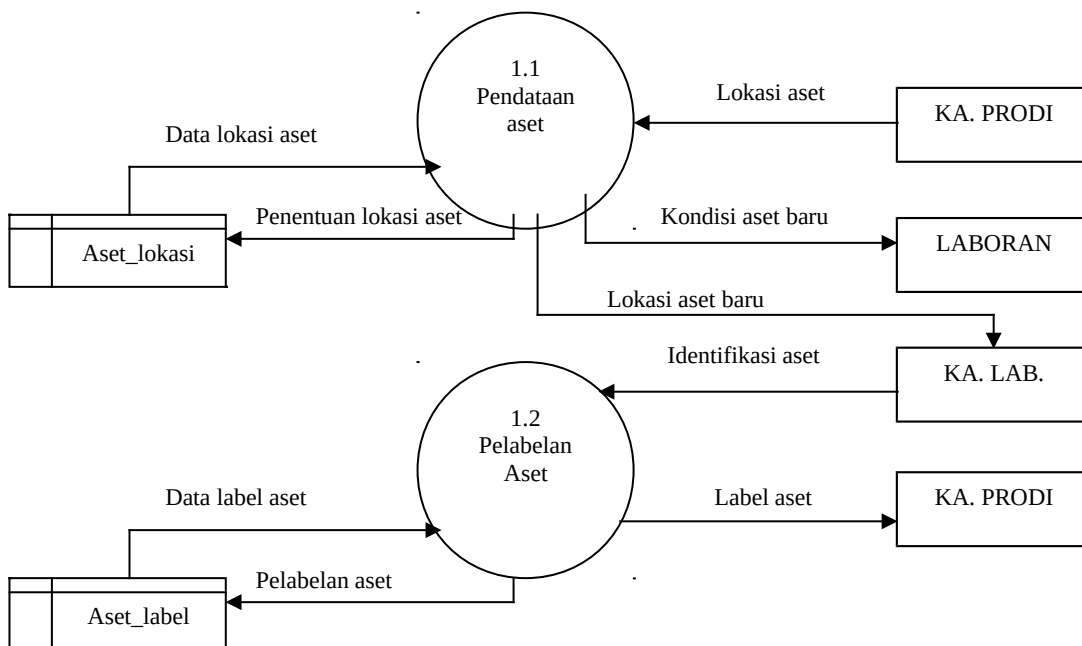 1.1
Pendataan
aset
Lokasi aset
KA. PRODI
Data lokasi aset
Penentuan lokasi aset
Kondisi aset baru
Aset_lokasi
LABORAN
Lokasi aset baru
Identifikasi aset
KA. LAB.
1.2
Pelabelan
Aset
Data label aset
Label aset
KA. PRODI
Pelabelan aset
Aset_label